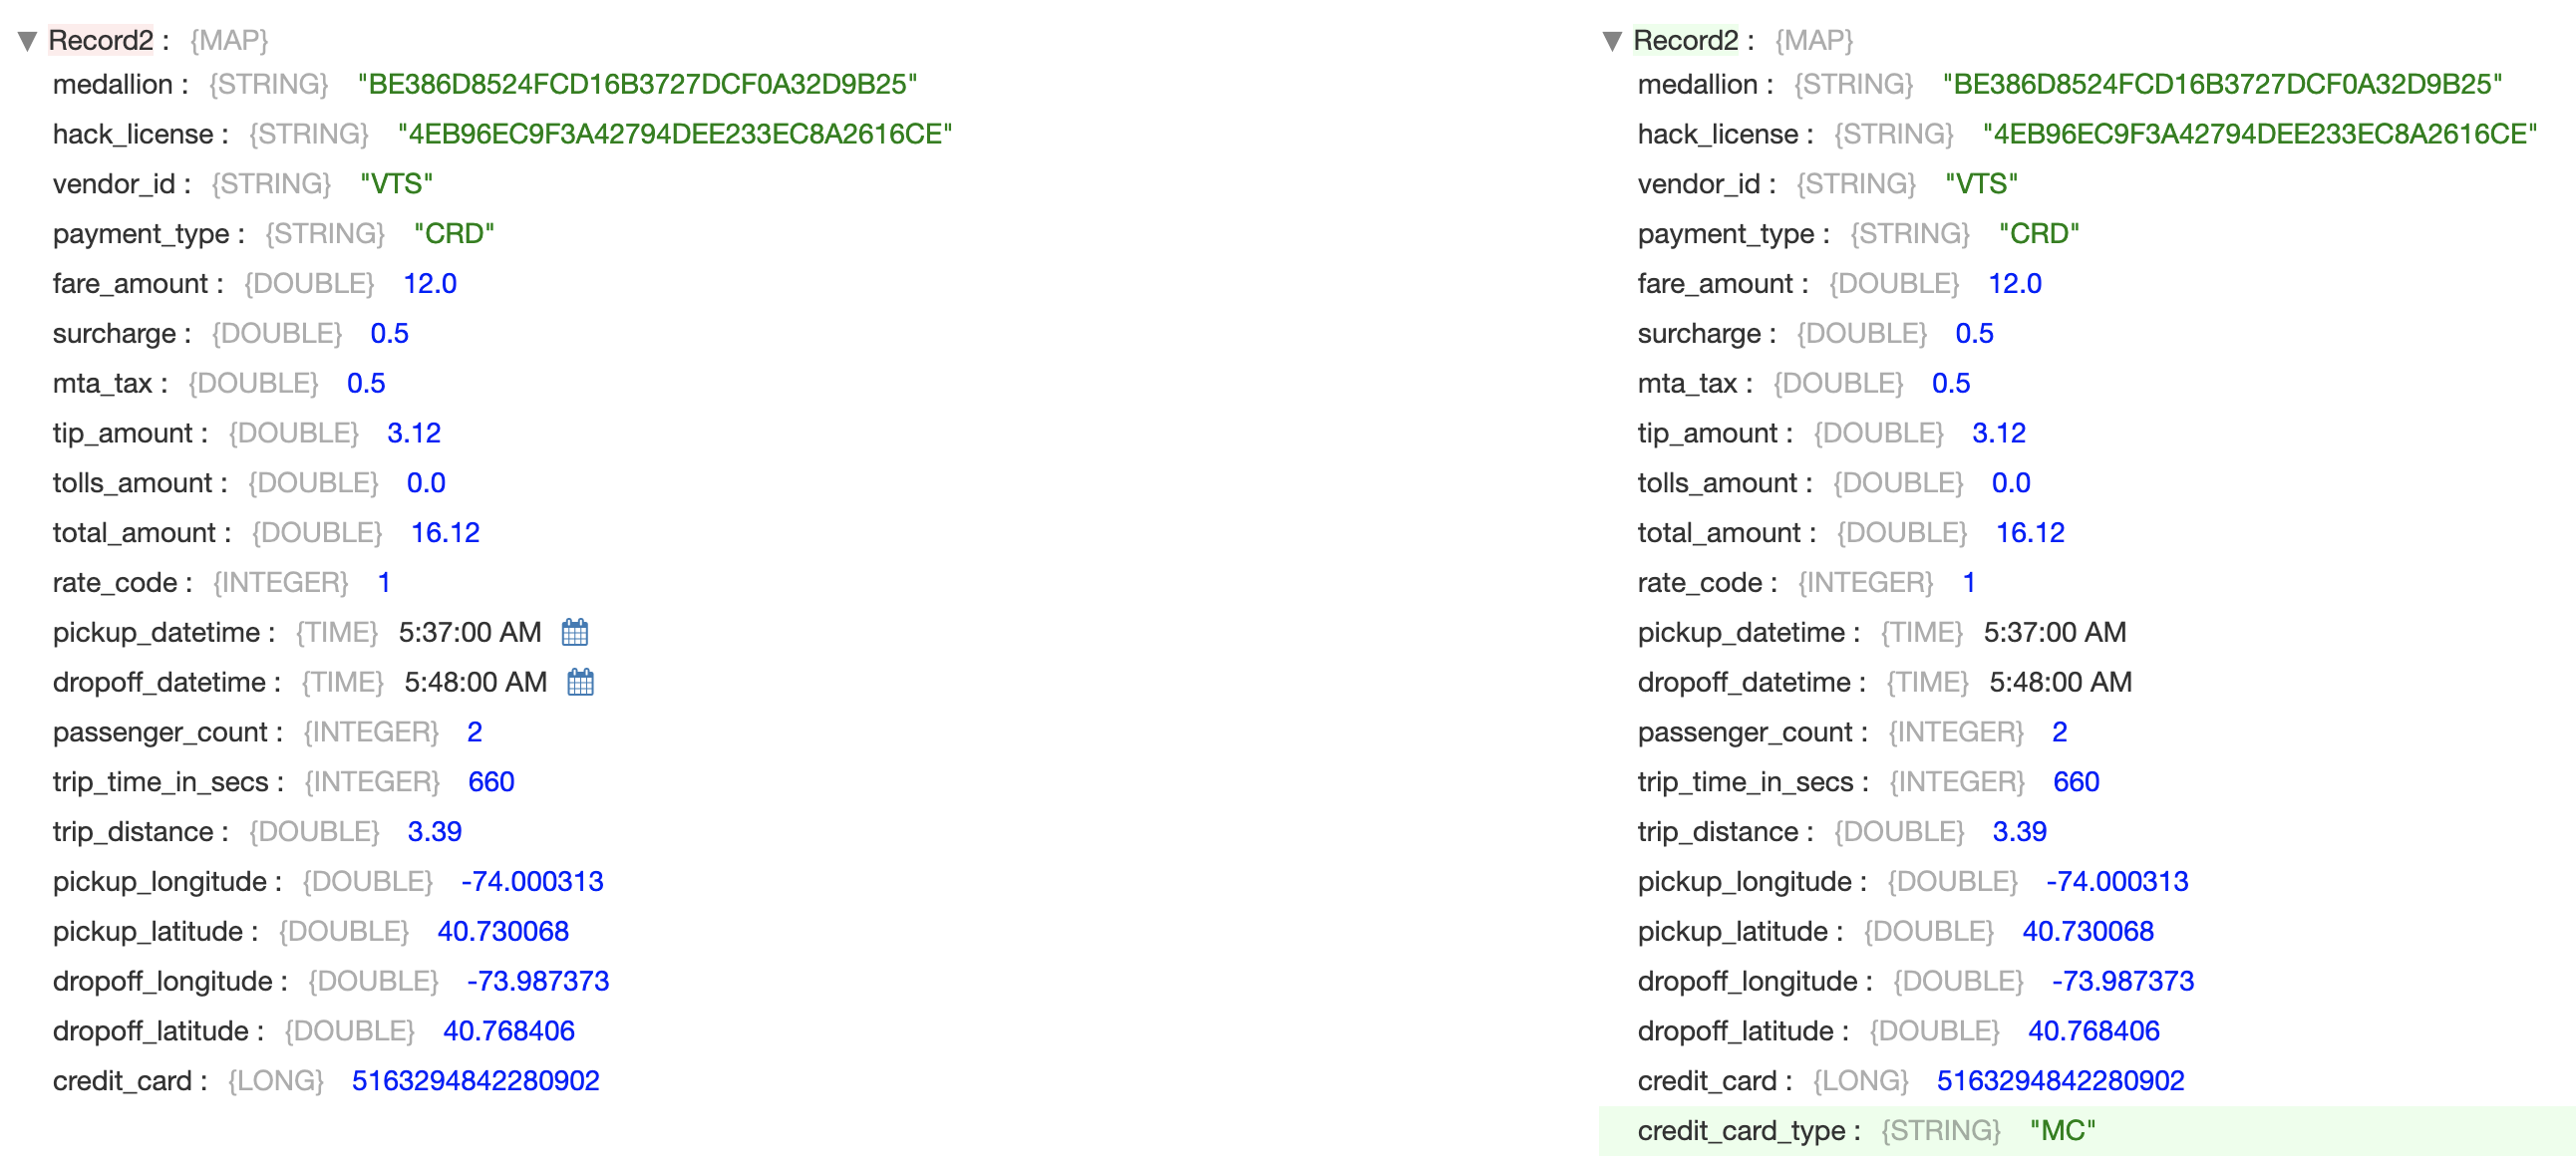 Record2 : {MAP}
medallion : {STRING} "BE386D8524FCD16B3727DCF0A32D9B25"
hack_license : {STRING} "4EB96EC9F3A42794DEE233EC8A2616CE"
vendor_id : {STRING} "VTS"
payment_type : {STRING} "CRD"
fare_amount : {DOUBLE} 12.0
surcharge : {DOUBLE} 0.5
mta_tax : {DOUBLE} 0.5
tip_amount : {DOUBLE} 3.12
tolls_amount : {DOUBLE} 0.0
total_amount : {DOUBLE} 16.12
rate_code : {INTEGER} 1
pickup_datetime : {TIME} 5:37:00 AM
dropoff_datetime : {TIME} 5:48:00 AM
passenger_count : {INTEGER} 2
trip_time_in_secs : {INTEGER} 660
trip_distance : {DOUBLE} 3.39
pickup_longitude : {DOUBLE} -74.000313
pickup_latitude : {DOUBLE} 40.730068
dropoff_longitude : {DOUBLE} -73.987373
dropoff_latitude : {DOUBLE} 40.768406
credit_card : {LONG} 5163294842280902
Record2 : {MAP}
medallion : {STRING} "BE386D8524FCD16B3727DCF0A32D9B25"
hack_license : {STRING} "4EB96EC9F3A42794DEE233EC8A2616CE"
vendor_id : {STRING} "VTS"
payment_type : {STRING} "CRD"
fare_amount : {DOUBLE} 12.0
surcharge : {DOUBLE} 0.5
mta_tax : {DOUBLE} 0.5
tip_amount : {DOUBLE} 3.12
tolls_amount : {DOUBLE} 0.0
total_amount : {DOUBLE} 16.12
rate_code : {INTEGER} 1
pickup_datetime : {TIME} 5:37:00 AM
dropoff_datetime : {TIME} 5:48:00 AM
passenger_count : {INTEGER} 2
trip_time_in_secs : {INTEGER} 660
trip_distance : {DOUBLE} 3.39
pickup_longitude : {DOUBLE} -74.000313
pickup_latitude : {DOUBLE} 40.730068
dropoff_longitude : {DOUBLE} -73.987373
dropoff_latitude : {DOUBLE} 40.768406
credit_card : {LONG} 5163294842280902
credit_card_type : {STRING} "MC"